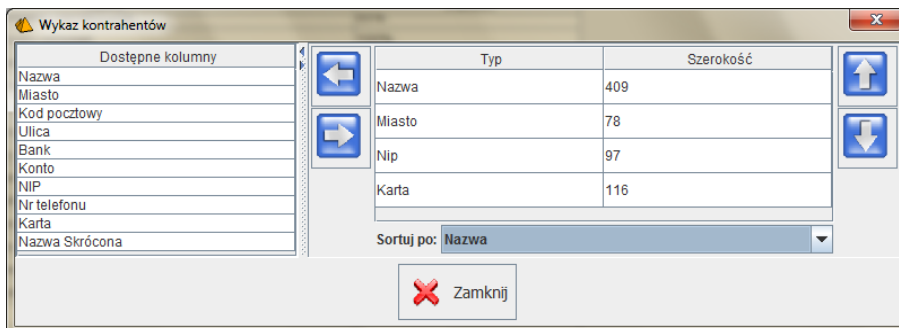 Wykaz kontrahentów
Dostępne kolumny
Nazwa
Miasto
Kod pocztowy
Ulica
Bank
Konto
NIP
Nr telefonu
Karta
Nazwa Skrócona
Typ Szerokość
Nazwa 409
Miasto 78
Nip 97
Karta 116
Sortuj po: Nazwa
Zamknij